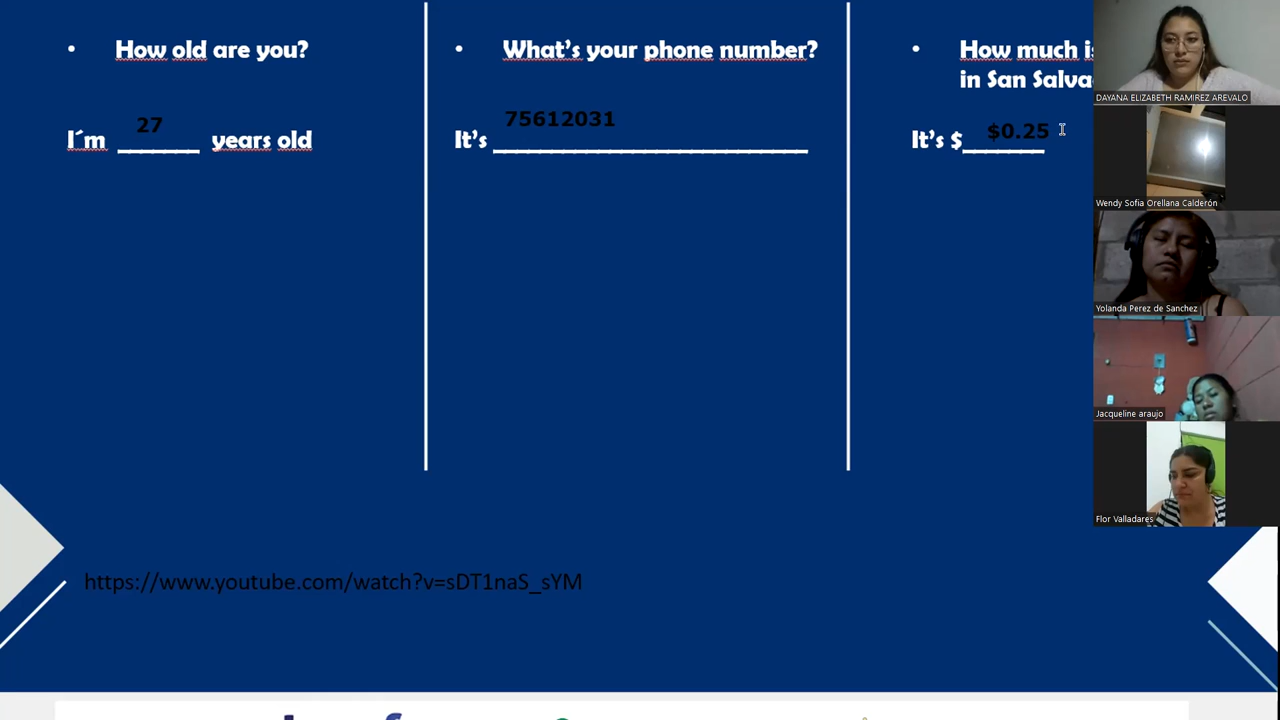 • How old are you?
I´m 27 years old
• What's your phone number?
75612031
It's
• How much is
in San Salva
$0.25
It's $
https://www.youtube.com/watch?v=sDT1naS_sYM
DAYANA ELIZABETH RAMIREZ AREVALO
Wendy Sofia Orellana Calderón
Yolanda Perez de Sanchez
Jacqueline araujo
Flor Valladares